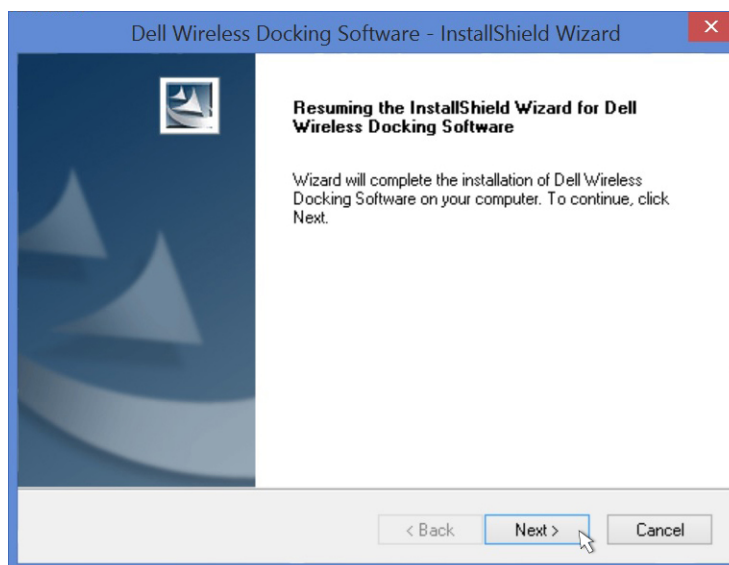 Dell Wireless Docking Software - InstallShield Wizard
Resuming the InstallShield Wizard for Dell
Wireless Docking Software
Wizard will complete the installation of Dell Wireless
Docking Software on your computer. To continue, click
Next.
< Back Next > Cancel